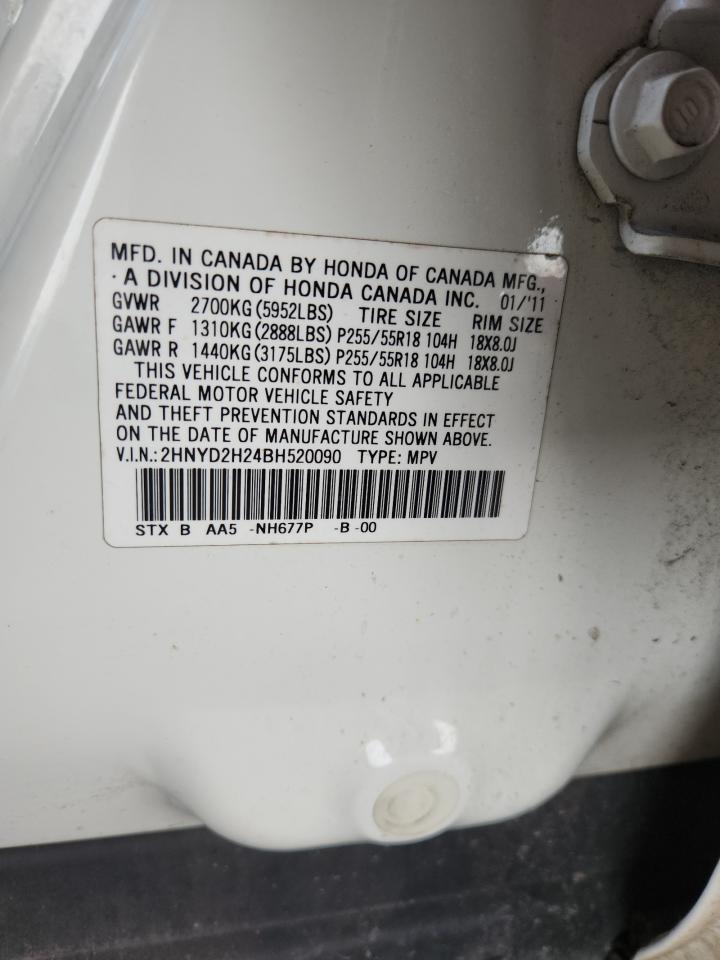 MFD. IN CANADA BY HONDA OF CANADA MFG.,
· A DIVISION OF HONDA CANADA INC. 01/'11
GVWR 2700KG(5952LBS) TIRE SIZE RIM SIZE
GAWR F 1310KG(2888LBS) P255/55R18 104H 18X8.0J
GAWR R 1440KG(3175LBS) P255/55R18 104H 18X8.0J
THIS VEHICLE CONFORMS TO ALL APPLICABLE
FEDERAL MOTOR VEHICLE SAFETY
AND THEFT PREVENTION STANDARDS IN EFFECT
ON THE DATE OF MANUFACTURE SHOWN ABOVE.
V.I.N.: 2HNYD2H24BH520090 TYPE: MPV
STX B AA5 -NH677P -B -00